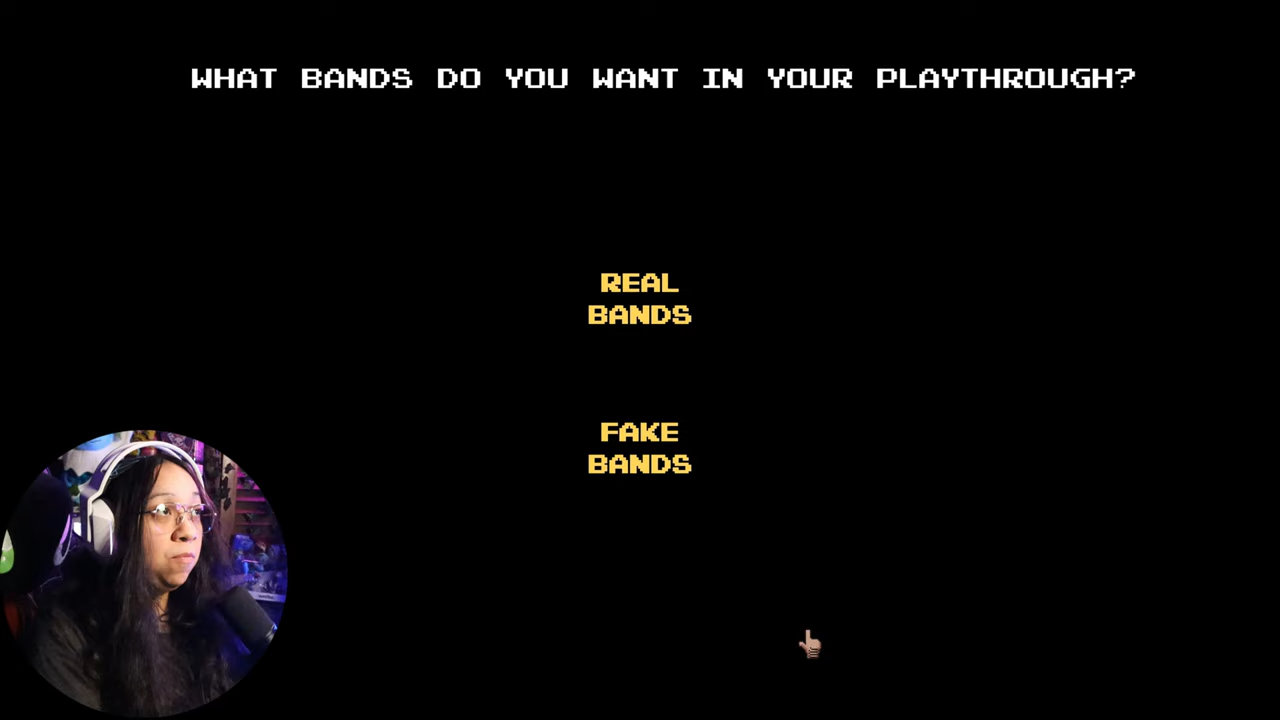 WHAT BANDS DO YOU WANT IN YOUR PLAYTHROUGH?
REAL
BANDS
FAKE
BANDS